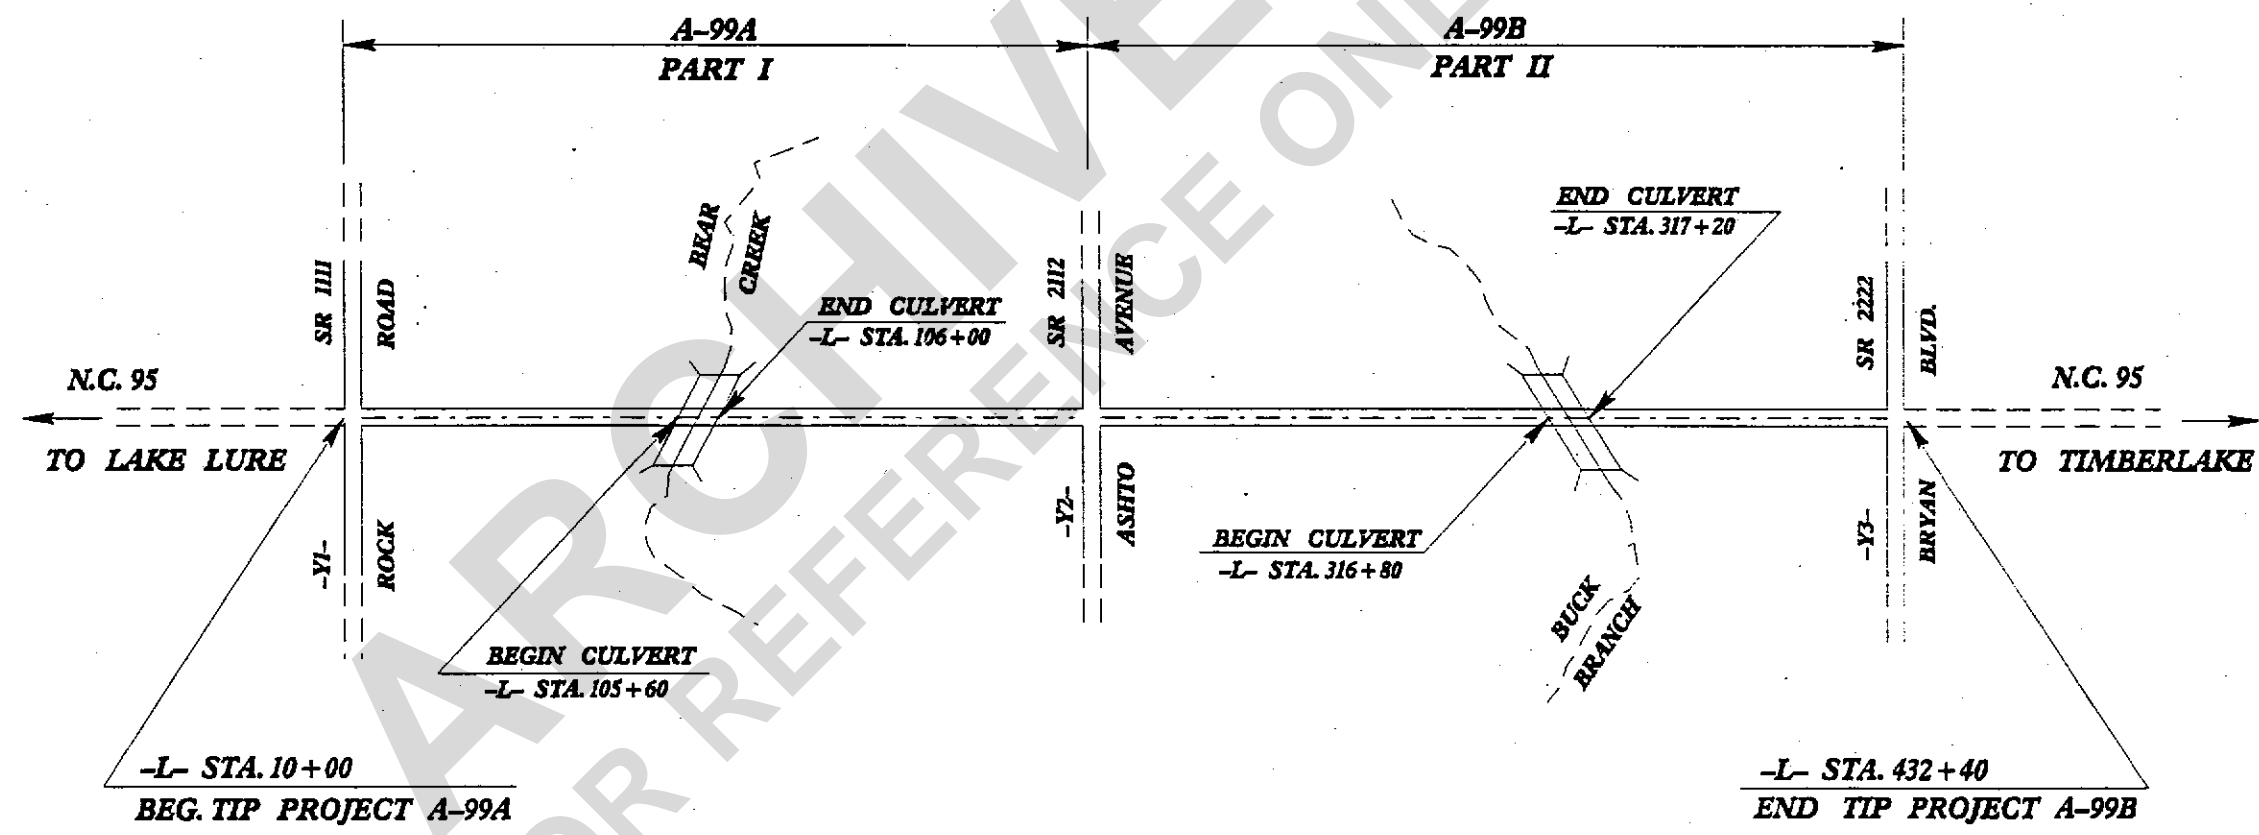 A-99A
PART I
A-99B
PART II
ARCHIVE
FOR REFERENCE ONL
BEAR
CREEK
END CULVERT
-L- STA. 317+20
SR 1111
ROAD
END CULVERT
-L- STA. 106+00
SR 2112
AVENUE
SR 2222
BLVD.
N.C. 95
TO LAKE LURE
N.C. 95
TO TIMBERLAKE
-Y1-
ROCK
-Y2-
ASHTO
BEGIN CULVERT
-L- STA. 316+80
-Y3-
BRYAN
BUCK
BRANCH
BEGIN CULVERT
-L- STA. 105+60
-L- STA. 10+00
BEG. TIP PROJECT A-99A
-L- STA. 432+40
END TIP PROJECT A-99B